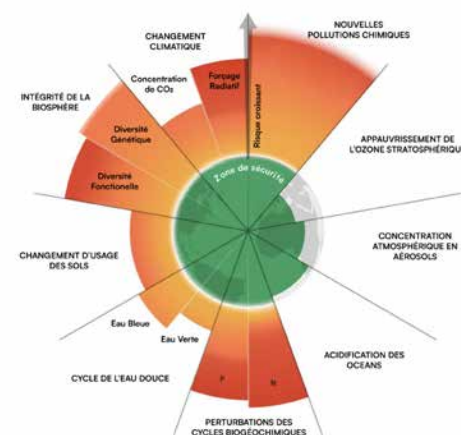 NOUVELLES
POLLUTIONS CHIMIQUES
CHANGEMENT
CLIMATIQUE
Concentration
de CO₂
Forçage
Radiatif
Risque croissant
INTÉGRITÉ DE LA
BIOSPHÈRE
Diversité
Génétique
APPAUVRISSEMENT DE
L'OZONE STRATOSPHÉRIQUE
Zone de sécurité
Diversité
Fonctionelle
CONCENTRATION
ATMOSPHÉRIQUE EN
AÉROSOLS
CHANGEMENT D'USAGE
DES SOLS
Eau Bleue
Eau Verte
ACIDIFICATION DES
OCEANS
CYCLE DE L'EAU DOUCE
P
N
PERTURBATIONS DES
CYCLES BIOGÉOCHIMIQUES